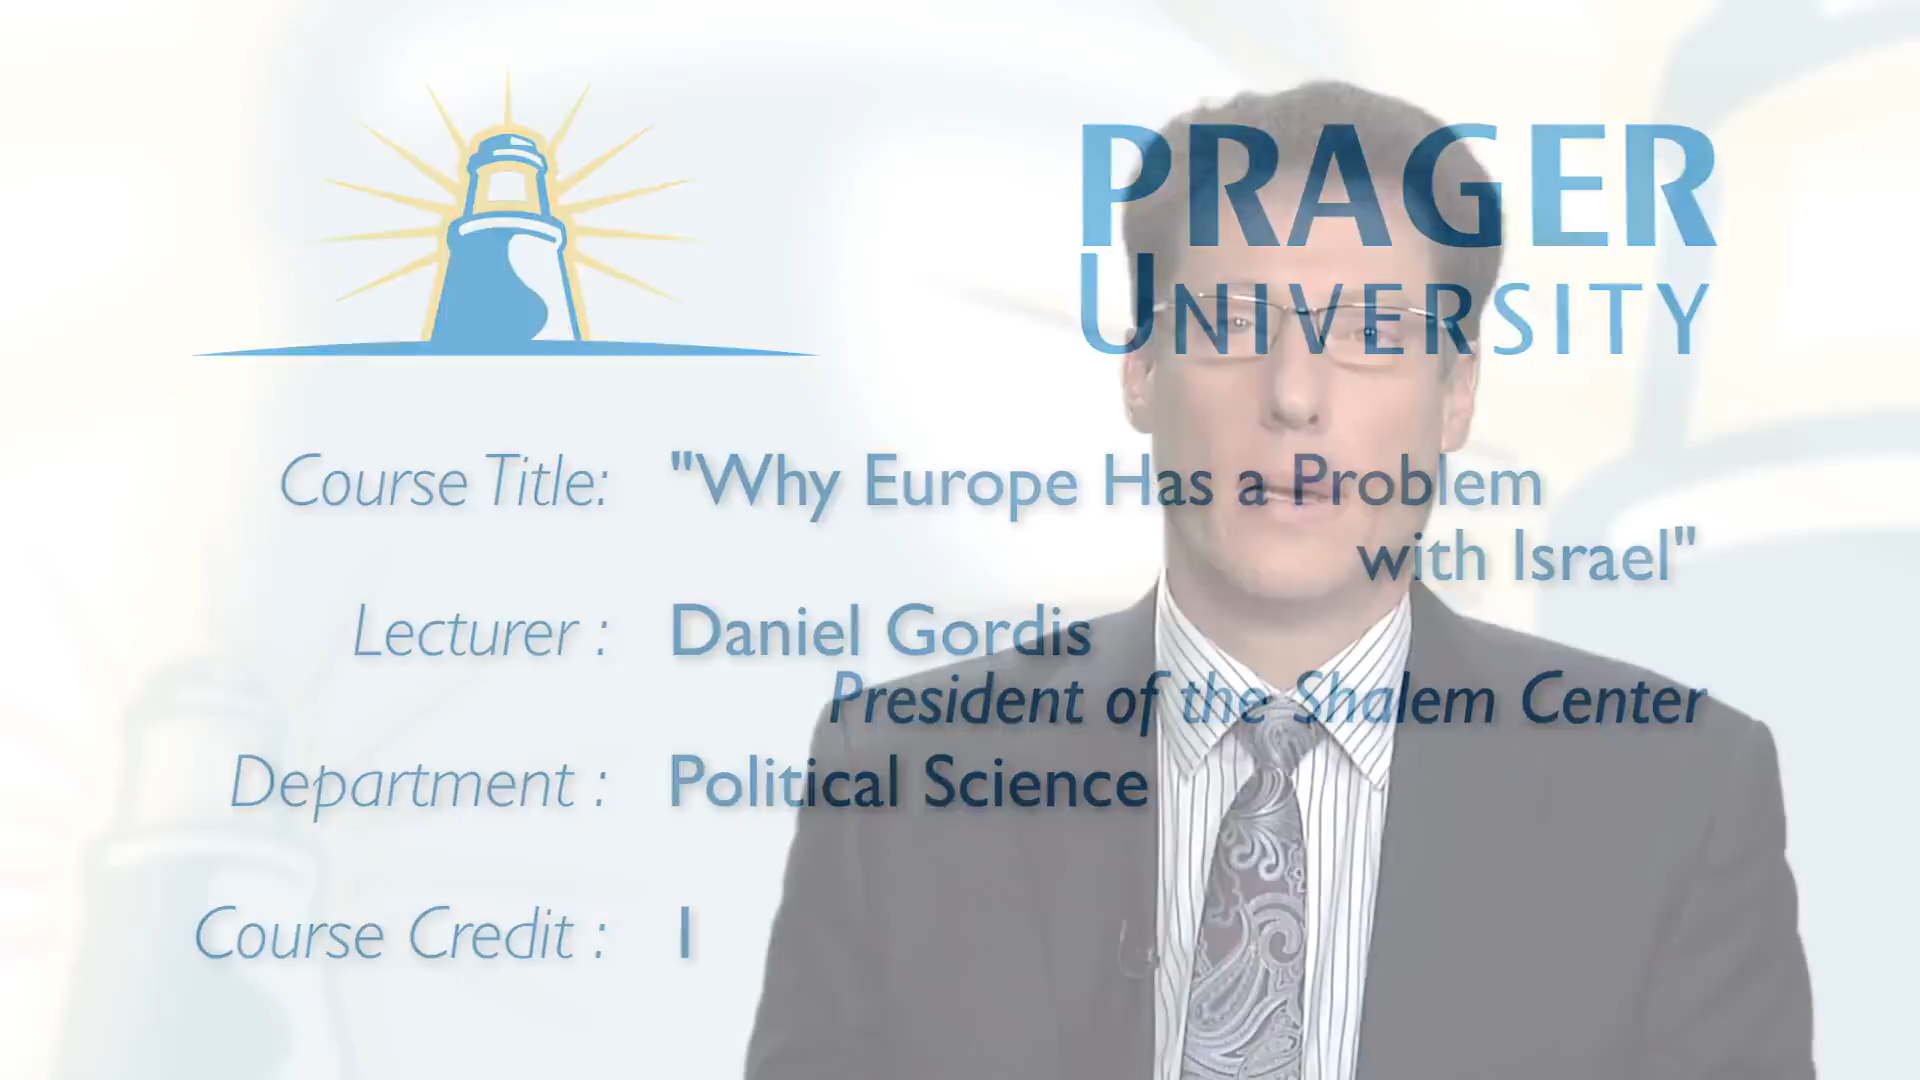 PRAGER
UNIVERSITY
Course Title: "Why Europe Has a Problem
with Israel"
Lecturer : Daniel Gordis
President of the Shalem Center
Department : Political Science
Course Credit : 1